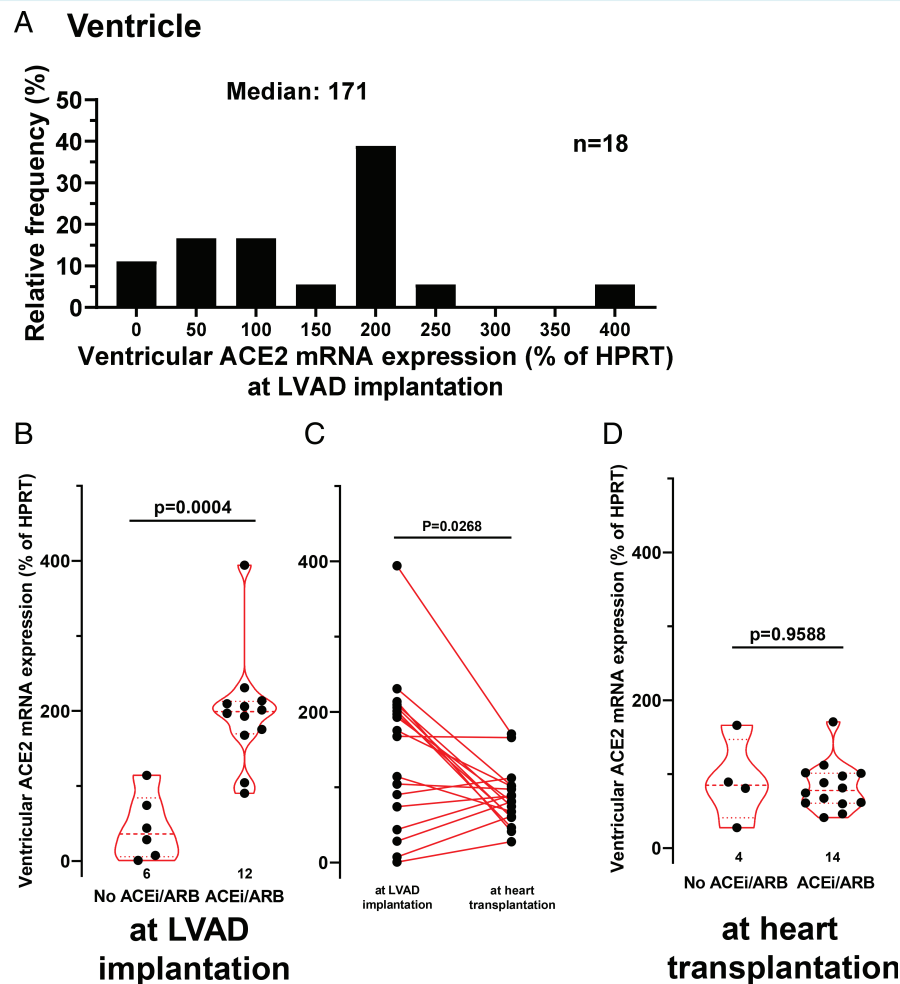 A Ventricle
Median: 171
n=18
Relative frequency (%)
50
40
30
20
10
0
0 50 100 150 200 250 300 350 400
Ventricular ACE2 mRNA expression (% of HPRT)
at LVAD implantation
B
Ventricular ACE2 mRNA expression (% of HPRT)
p=0.0004
400
200
0
6 12
No ACEi/ARB ACEi/ARB
at LVAD
implantation
C
P=0.0268
400
200
0
at LVAD
implantation
at heart
transplantation
D
Ventricular ACE2 mRNA expression (% of HPRT)
p=0.9588
400
200
0
4 14
No ACEi/ARB ACEi/ARB
at heart
transplantation